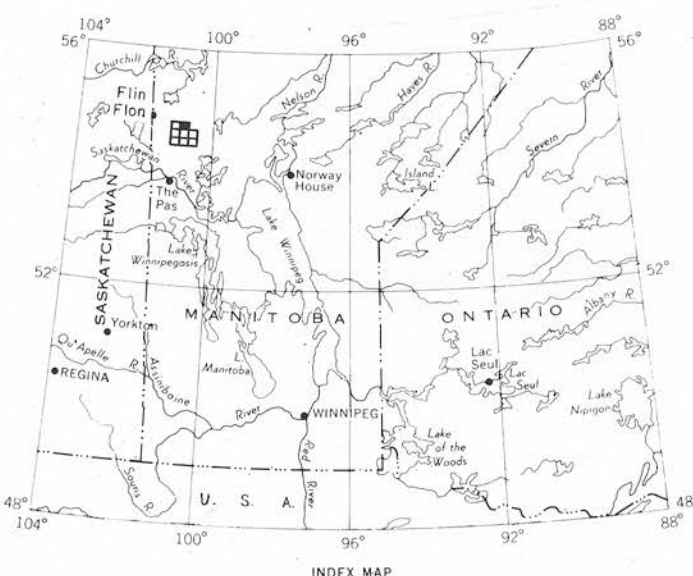 104°
100°
96°
92°
88°
56°
56°
Churchill R.
Flin
Flon
Nelson R.
Hayes R.
Severn River
Saskatchewan River
The
Pas
Norway
House
Island
L.
SASKATCHEWAN
Lake
Winnipegosis
Lake Winnipeg
52°
52°
MANITOBA
ONTARIO
Albany R.
Yorkton
Qu'Apelle R.
REGINA
L.
Manitoba
Assiniboine River
WINNIPEG
Lac
Seul
Lac
Seul
Lake
Nipigon
Lake
of the
Woods
Souris R.
Red River
U. S. A.
48°
48°
104°
100°
96°
92°
88°
INDEX MAP